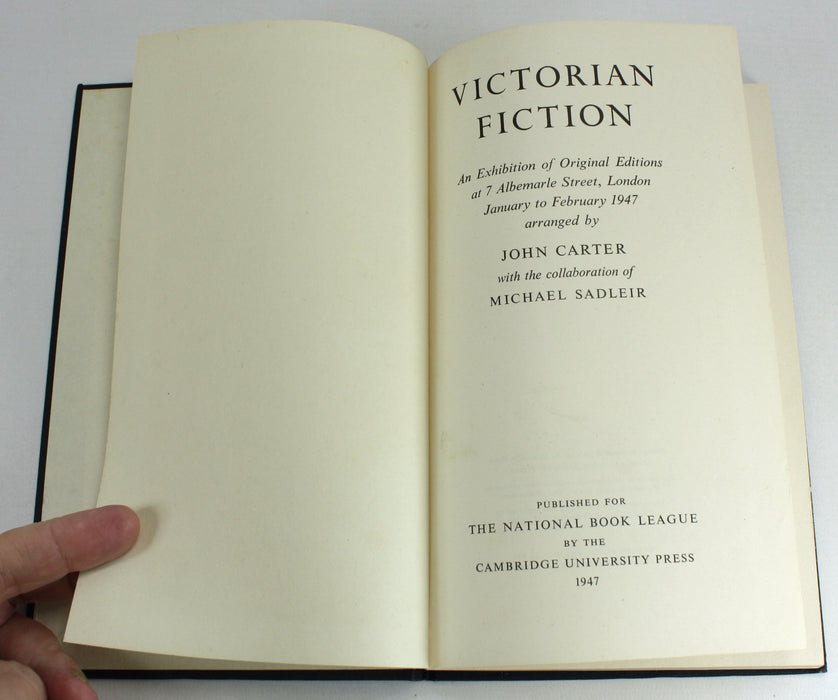 VICTORIAN
FICTION
An Exhibition of Original Editions
at 7 Albemarle Street, London
January to February 1947
arranged by
JOHN CARTER
with the collaboration of
MICHAEL SADLEIR
PUBLISHED FOR
THE NATIONAL BOOK LEAGUE
BY THE
CAMBRIDGE UNIVERSITY PRESS
1947